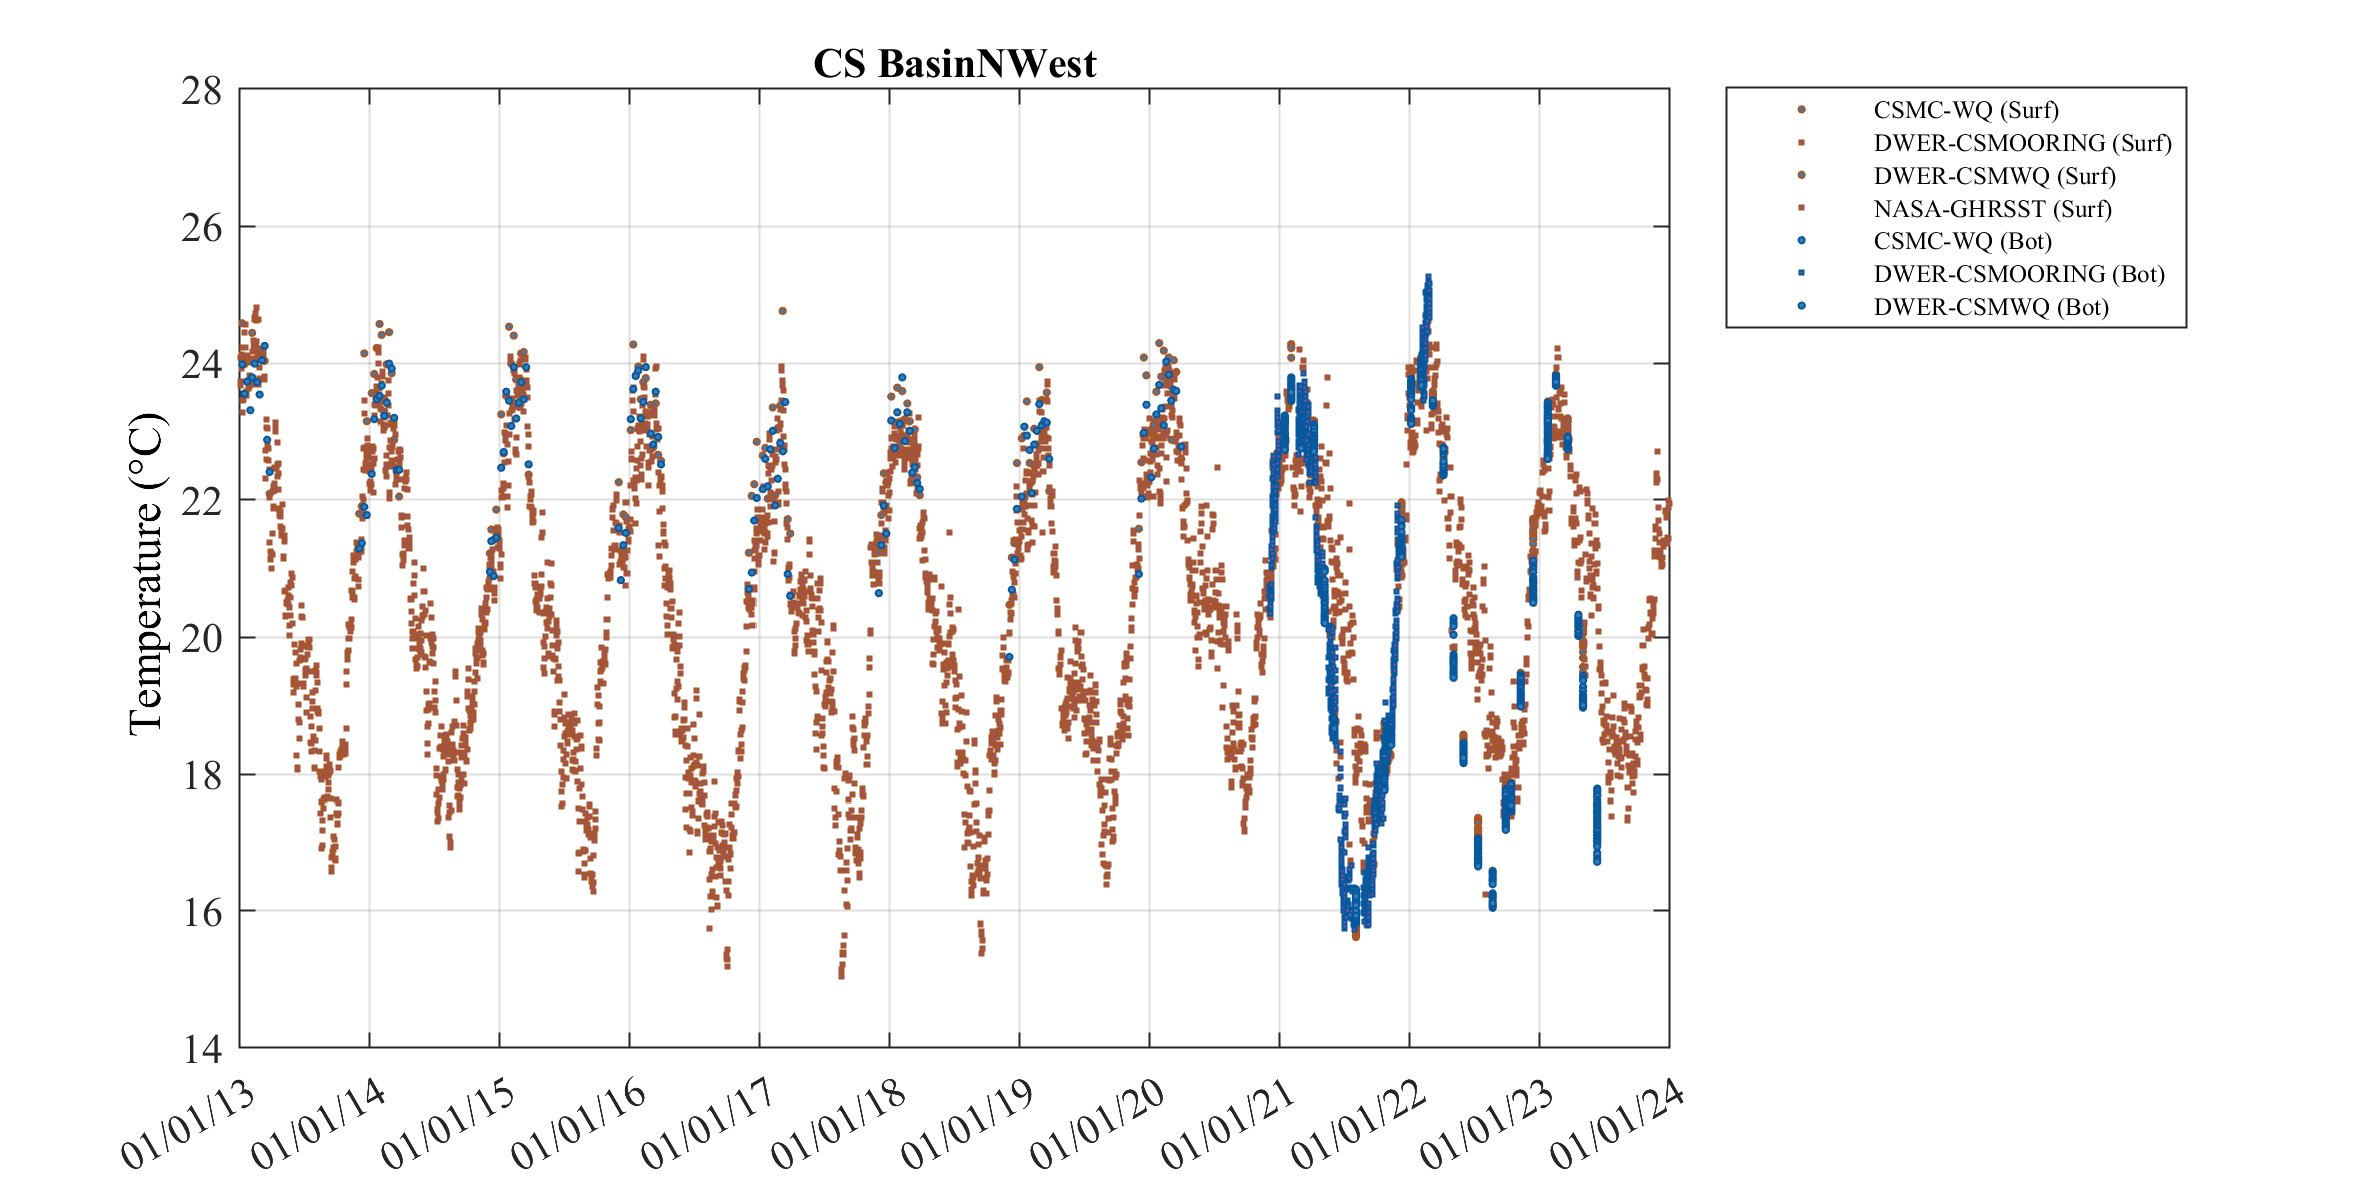 CS BasinNWest
28
26
24
22
20
18
16
14
Temperature (°C)
01/01/13
01/01/14
01/01/15
01/01/16
01/01/17
01/01/18
01/01/19
01/01/20
01/01/21
01/01/22
01/01/23
01/01/24
CSMC-WQ (Surf)
DWER-CSMOORING (Surf)
DWER-CSMWQ (Surf)
NASA-GHRSST (Surf)
CSMC-WQ (Bot)
DWER-CSMOORING (Bot)
DWER-CSMWQ (Bot)